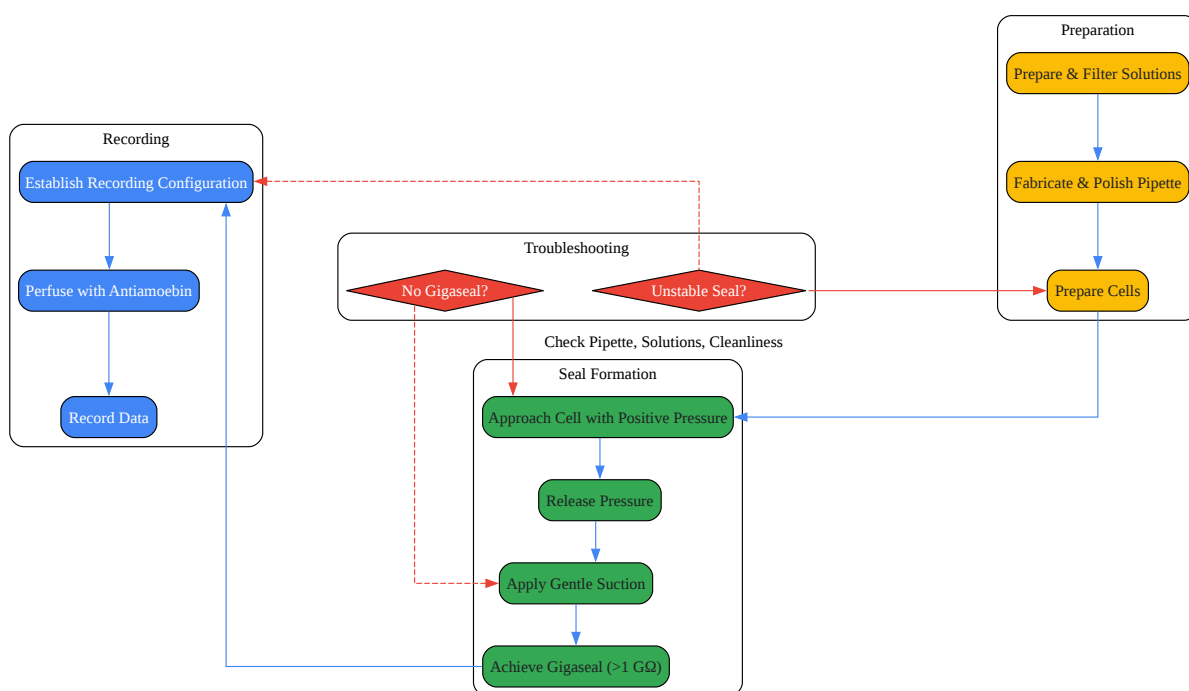 Preparation
Prepare & Filter Solutions
Fabricate & Polish Pipette
Prepare Cells
Recording
Establish Recording Configuration
Perfuse with Antiamoebin
Record Data
Troubleshooting
No Gigaseal?
Unstable Seal?
Check Pipette, Solutions, Cleanliness
Seal Formation
Approach Cell with Positive Pressure
Release Pressure
Apply Gentle Suction
Achieve Gigaseal (>1 GΩ)